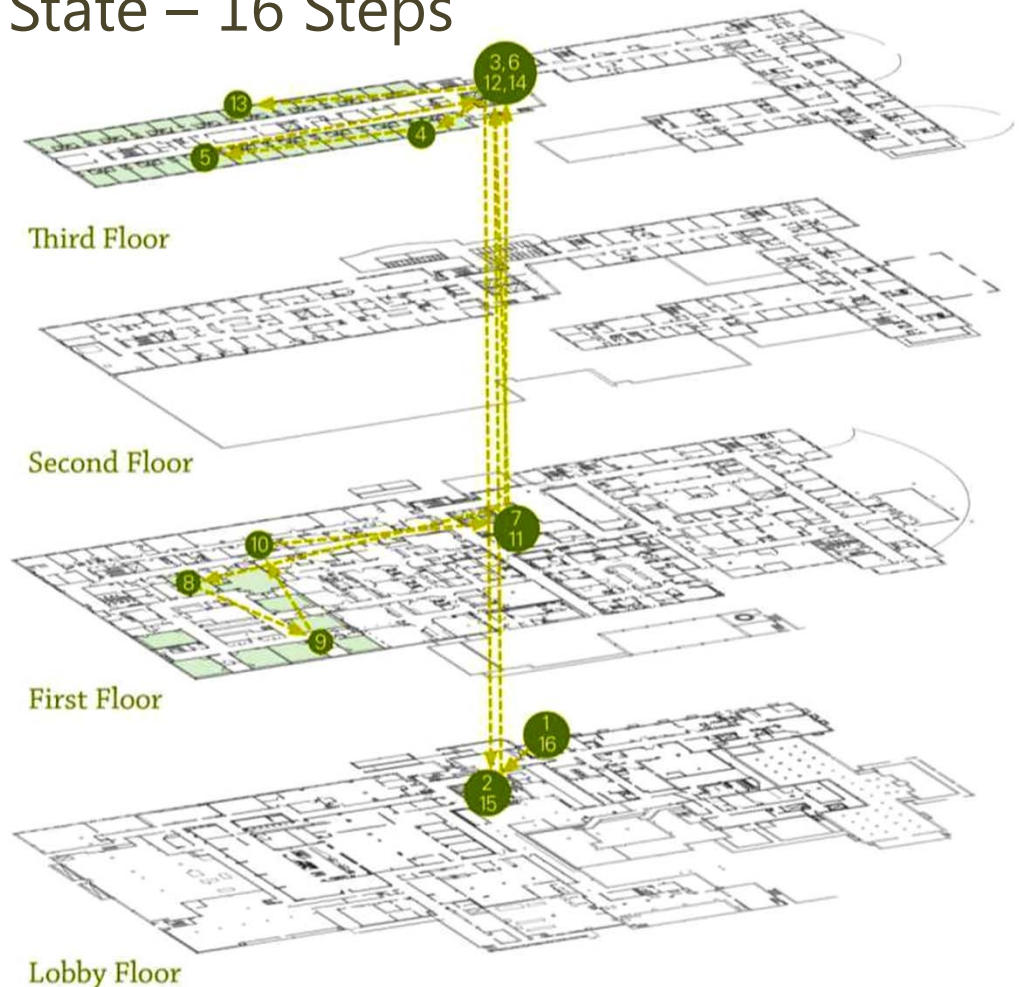 State – 16 Steps
3,6
12,14
13
4
5
Third Floor
Second Floor
7
11
10
8
9
First Floor
1
16
2
15
Lobby Floor